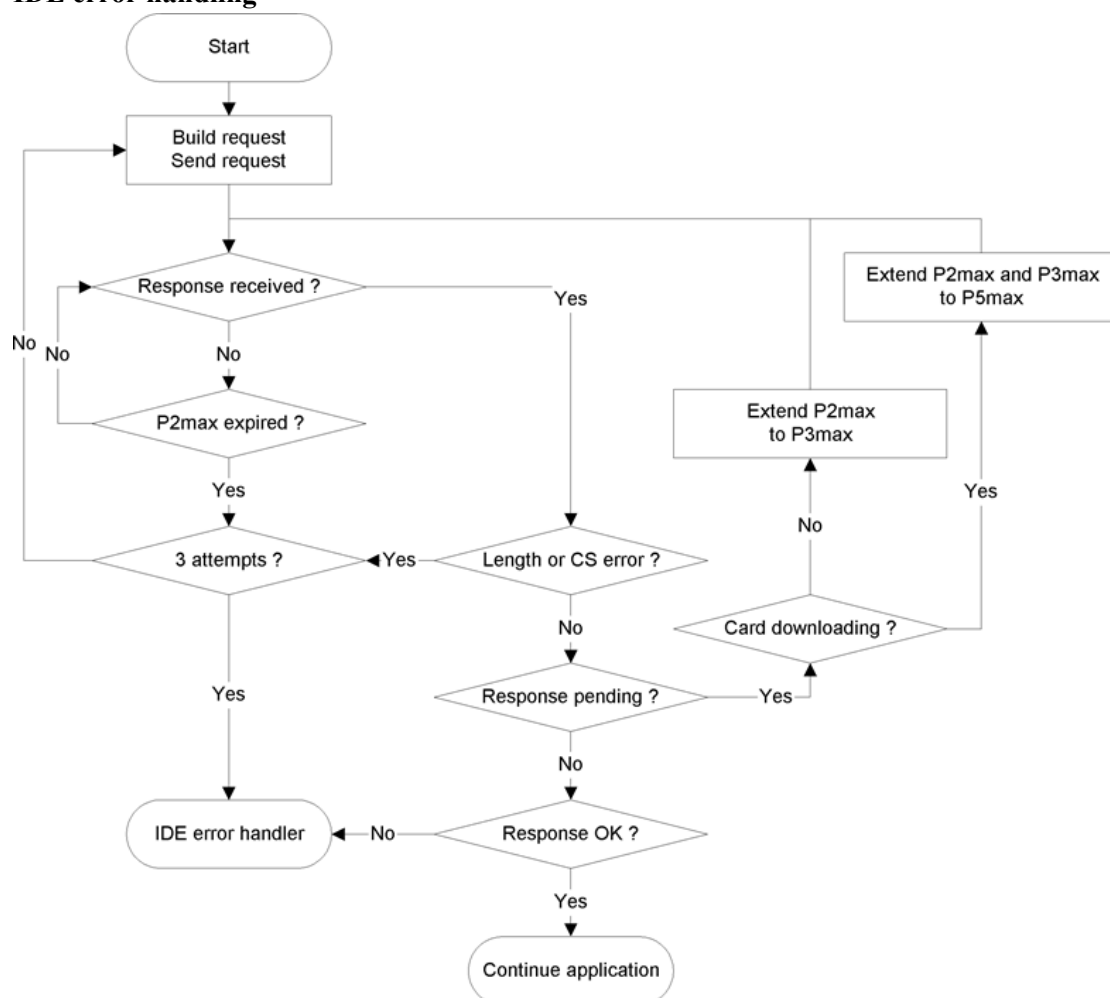 IDE error handling
Start
Build request
Send request
Response received ?
Yes
Extend P2max and P3max
to P5max
No
No
No
P2max expired ?
Extend P2max
to P3max
Yes
Yes
No
3 attempts ?
Yes
Length or CS error ?
No
Card downloading ?
Yes
Response pending ?
Yes
No
IDE error handler
No
Response OK ?
Yes
Continue application